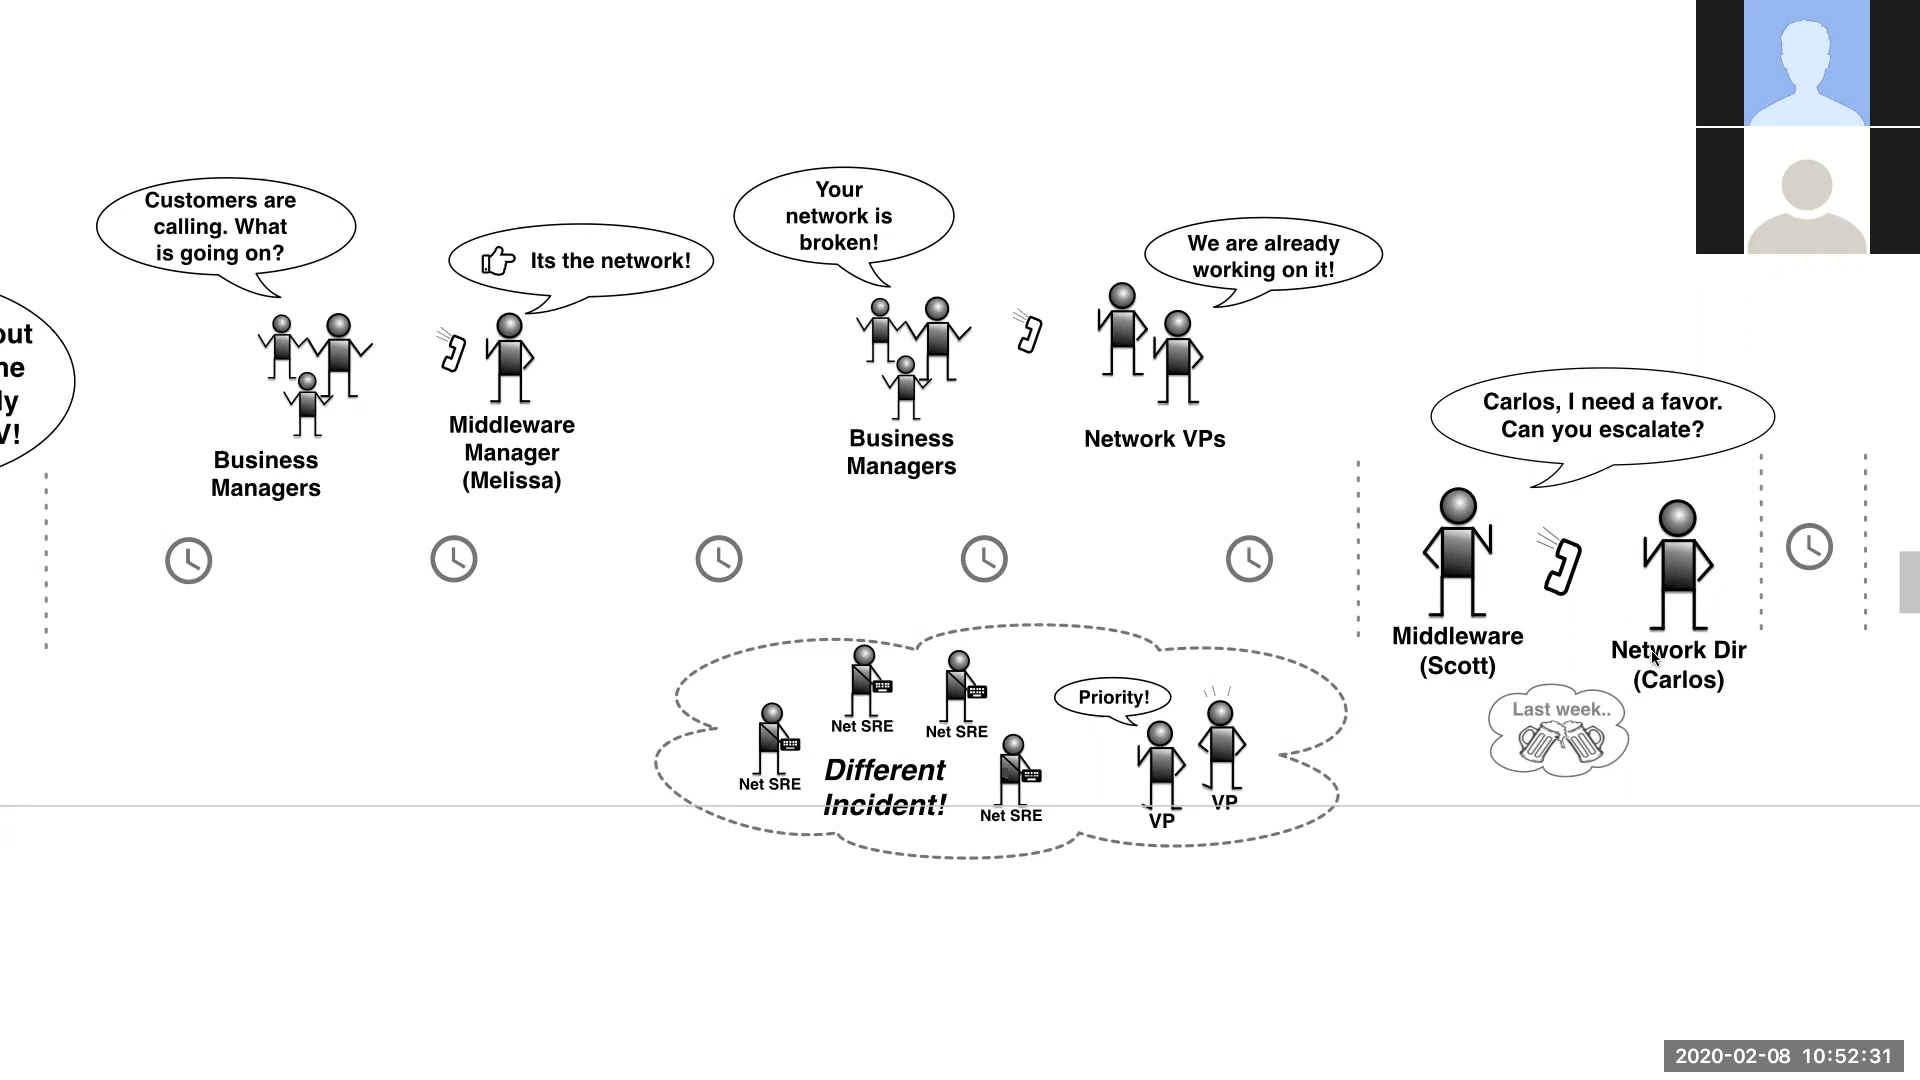 Customers are
calling. What
is going on?
Its the network!
Your
network is
broken!
We are already
working on it!
out
ne
ly
V!
Business
Managers
Middleware
Manager
(Melissa)
Business
Managers
Network VPs
Carlos, I need a favor.
Can you escalate?
Middleware
(Scott)
Network Dir
(Carlos)
Last week..
Net SRE
Net SRE
Net SRE
Net SRE
Different
Incident!
Priority!
VP
VP
2020-02-08 10:52:31